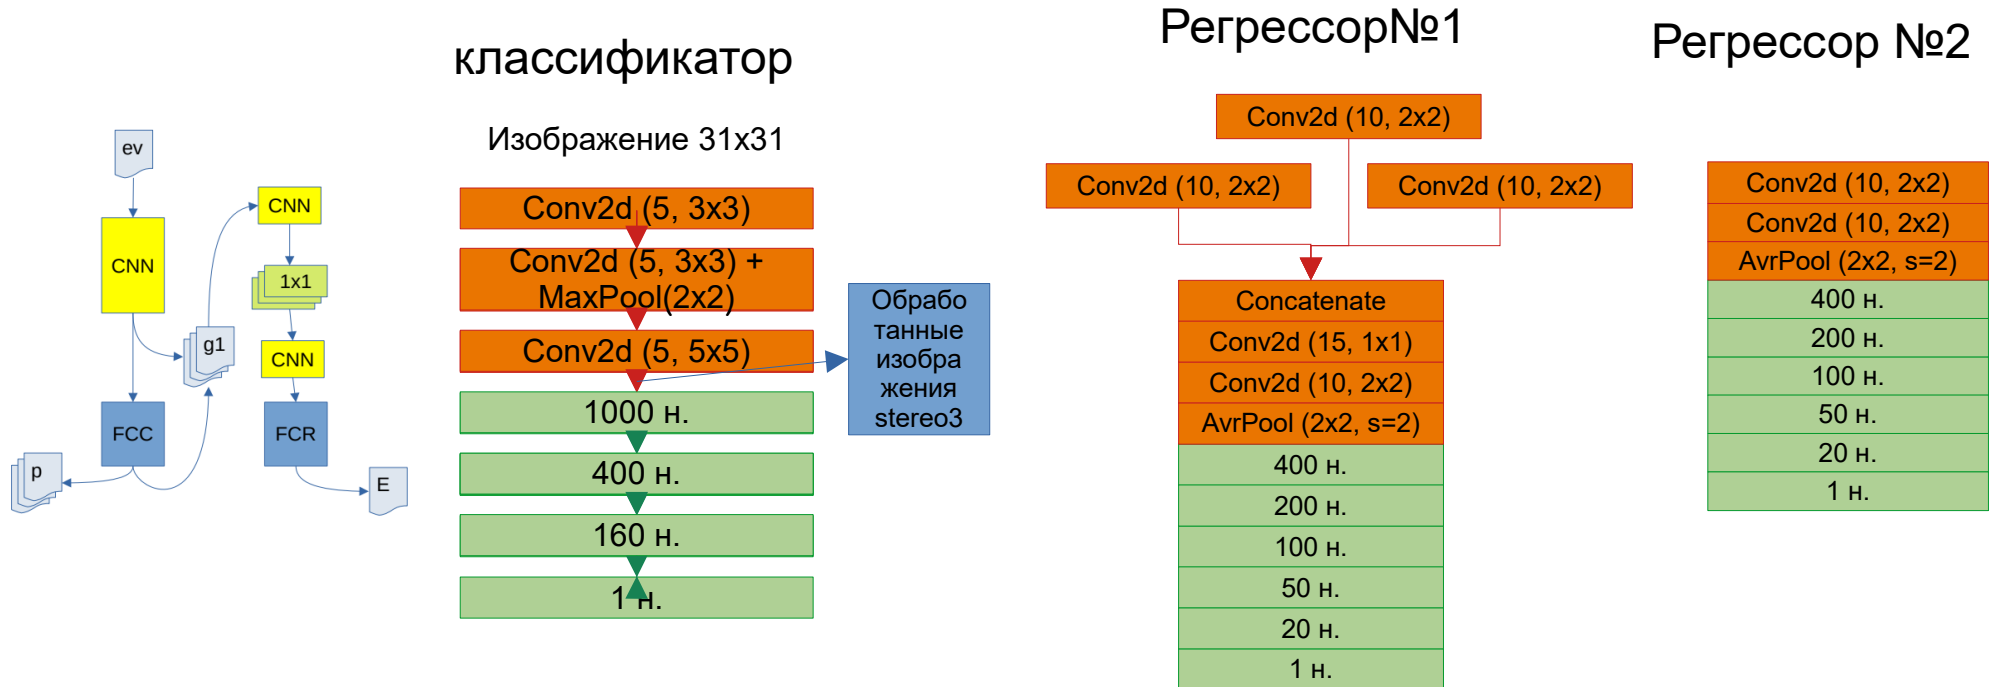 ev
CNN
FCC
p
g1
CNN
1x1
CNN
FCR
E
классификатор
Изображение 31х31
Conv2d (5, 3x3)
Conv2d (5, 3x3) +
MaxPool(2x2)
Conv2d (5, 5x5)
1000 н.
400 н.
160 н.
1 н.
Обрабо
танные
изобра
жения
stereo3
Регрессор№1
Conv2d (10, 2x2)
Conv2d (10, 2x2)
Conv2d (10, 2x2)
Concatenate
Conv2d (15, 1x1)
Conv2d (10, 2x2)
AvrPool (2x2, s=2)
400 н.
200 н.
100 н.
50 н.
20 н.
1 н.
Регрессор №2
Conv2d (10, 2x2)
Conv2d (10, 2x2)
AvrPool (2x2, s=2)
400 н.
200 н.
100 н.
50 н.
20 н.
1 н.